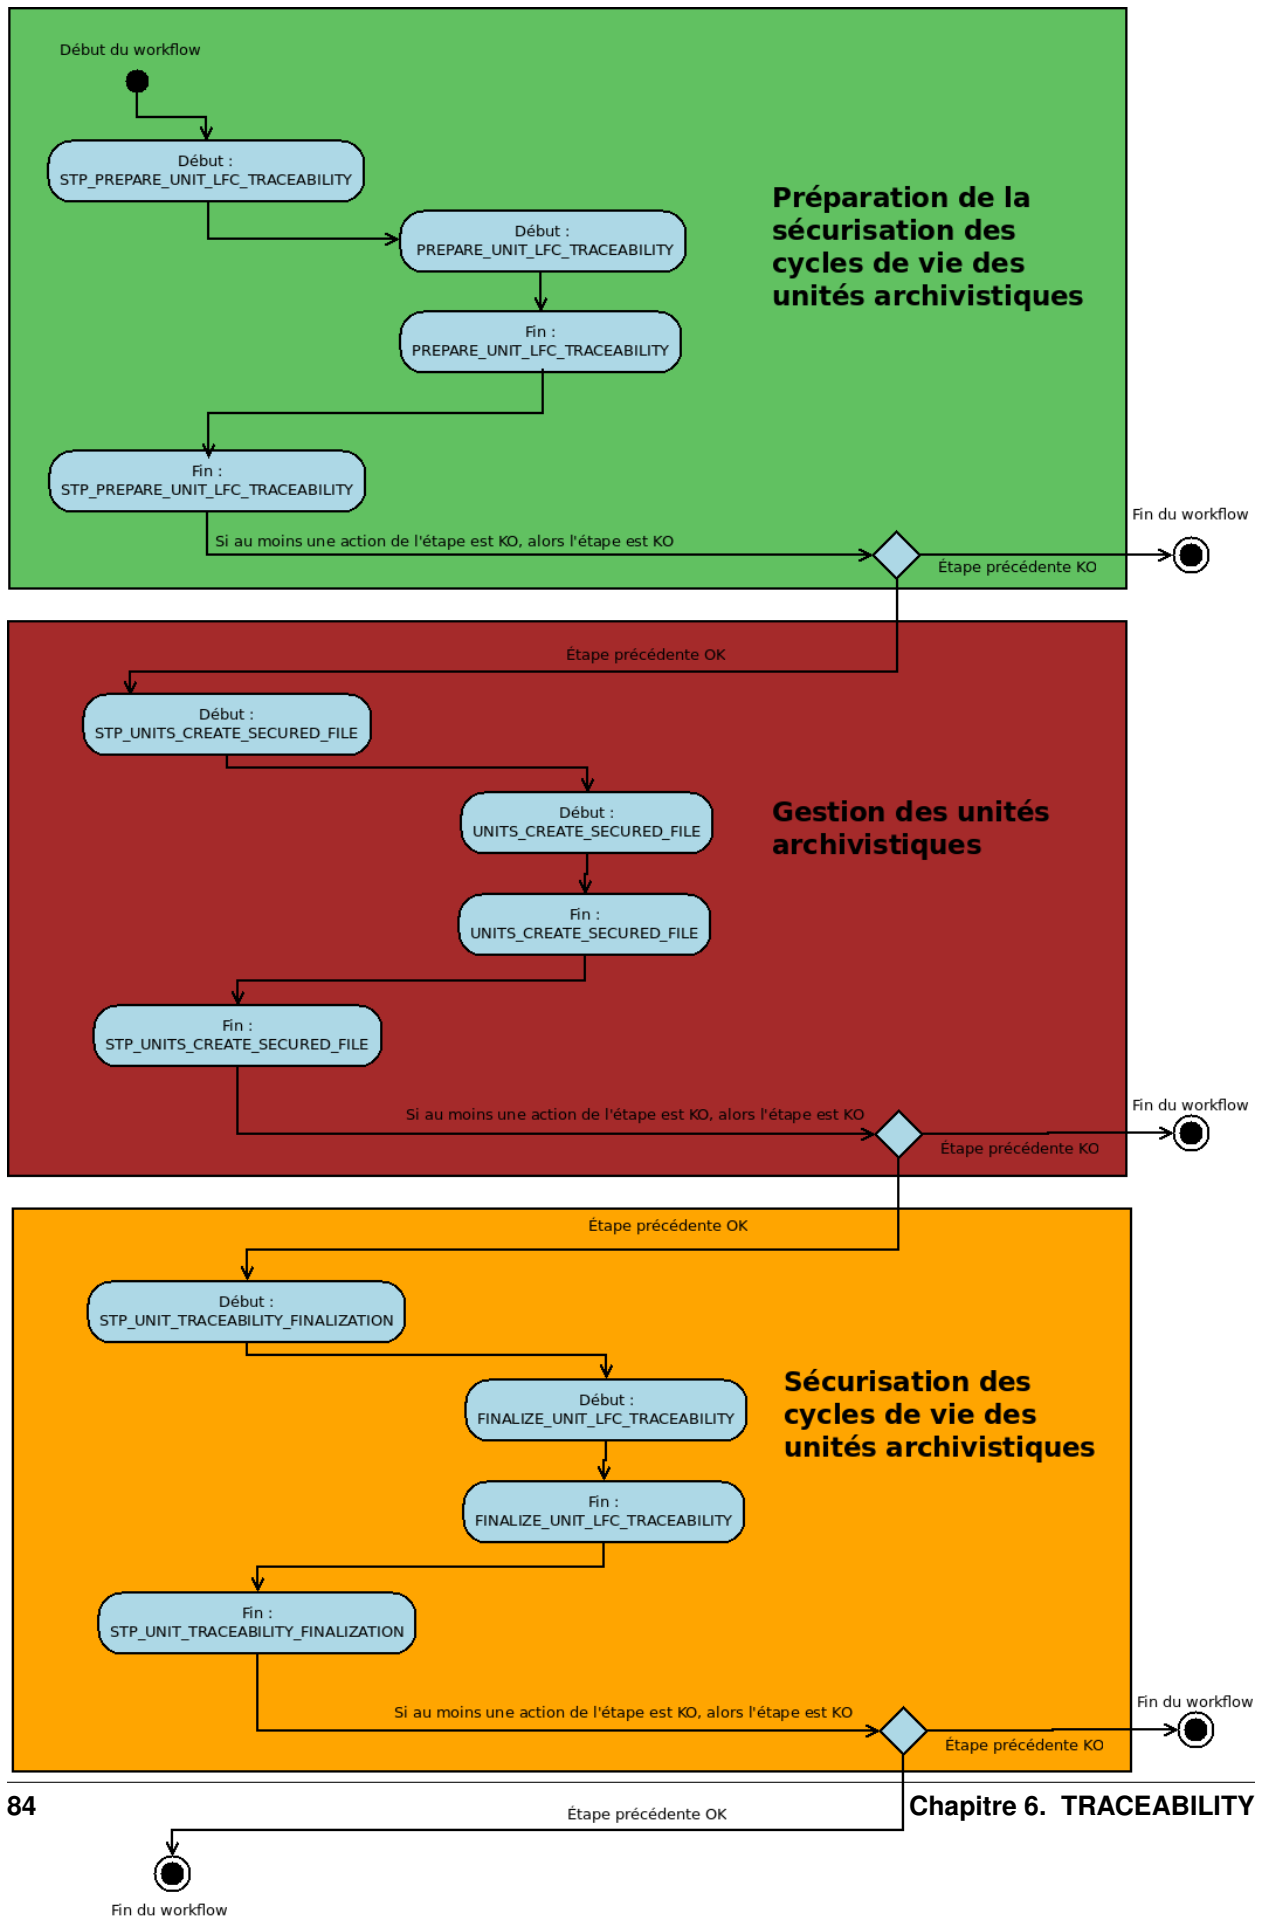 Début du workflow
Début :
STP_PREPARE_UNIT_LFC_TRACEABILITY
Début :
PREPARE_UNIT_LFC_TRACEABILITY
Préparation de la
sécurisation des
cycles de vie des
unités archivistiques
Fin :
PREPARE_UNIT_LFC_TRACEABILITY
Fin :
STP_PREPARE_UNIT_LFC_TRACEABILITY
Fin du workflow
Si au moins une action de l'étape est KO, alors l'étape est KO
Étape précédente KO
Étape précédente OK
Début :
STP_UNITS_CREATE_SECURED_FILE
Début :
UNITS_CREATE_SECURED_FILE
Gestion des unités
archivistiques
Fin :
UNITS_CREATE_SECURED_FILE
Fin :
STP_UNITS_CREATE_SECURED_FILE
Fin du workflow
Si au moins une action de l'étape est KO, alors l'étape est KO
Étape précédente KO
Étape précédente OK
Début :
STP_UNIT_TRACEABILITY_FINALIZATION
Début :
FINALIZE_UNIT_LFC_TRACEABILITY
Sécurisation des
cycles de vie des
unités archivistiques
Fin :
FINALIZE_UNIT_LFC_TRACEABILITY
Fin :
STP_UNIT_TRACEABILITY_FINALIZATION
Fin du workflow
Si au moins une action de l'étape est KO, alors l'étape est KO
Étape précédente KO
84
Chapitre 6. TRACEABILITY
Étape précédente OK
Fin du workflow